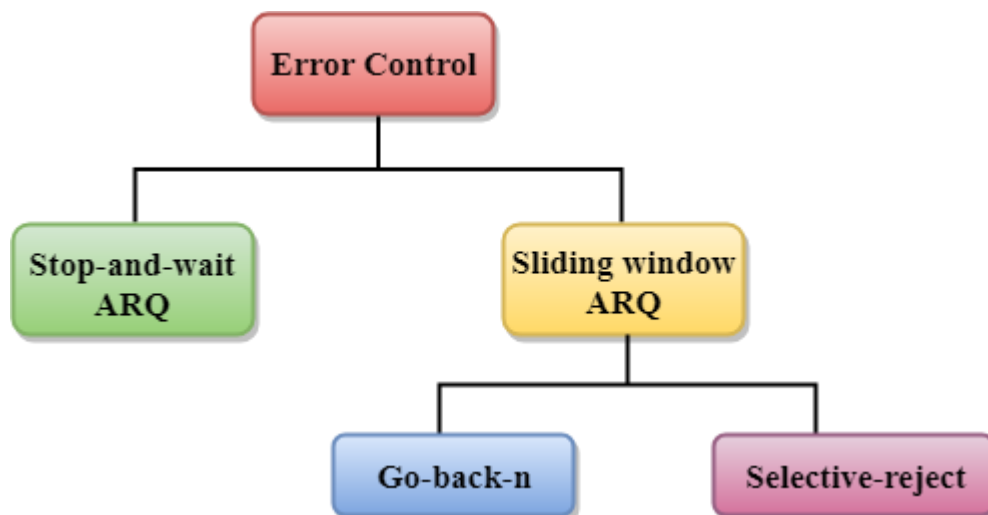 Error Control
Stop-and-wait
ARQ
Sliding window
ARQ
Go-back-n
Selective-reject